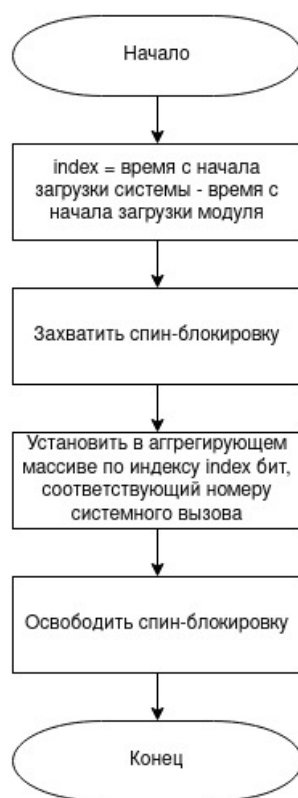 Начало
index = время с начала
загрузки системы - время с
начала загрузки модуля
Захватить спин-блокировку
Установить в аггрегирующем
массиве по индексу index бит,
соответствующий номеру
системного вызова
Освободить спин-блокировку
Конец